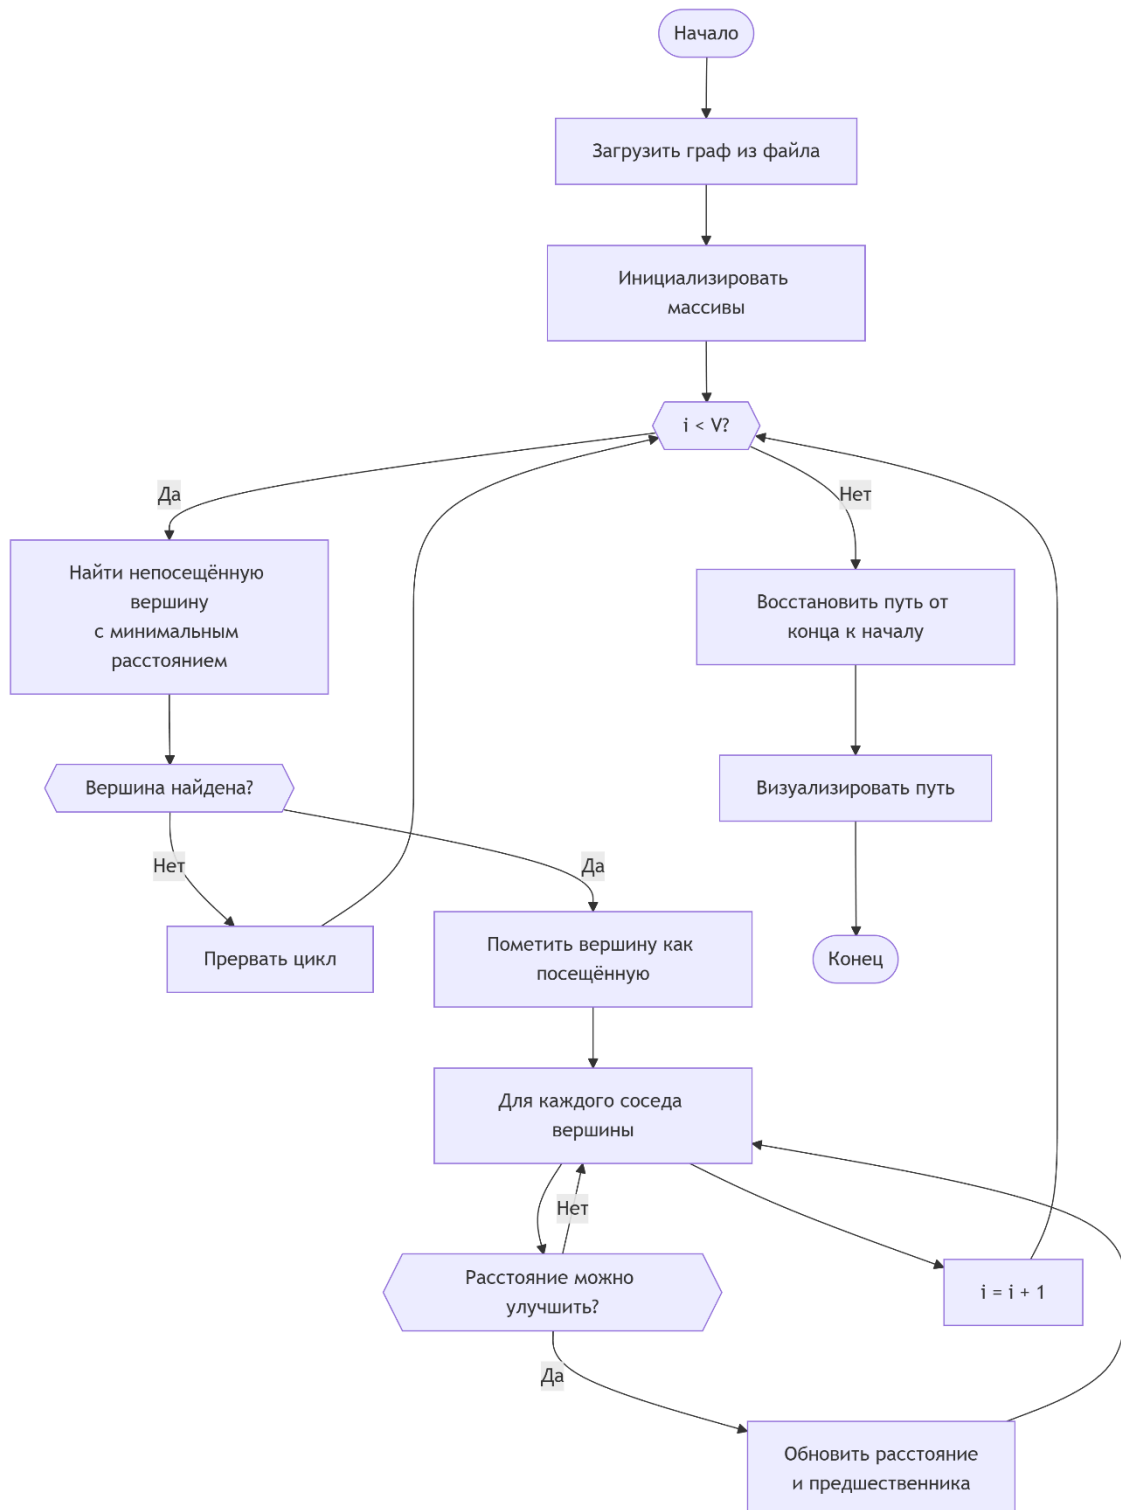 Начало
Загрузить граф из файла
Инициализировать
массивы
i < V?
Да
Нет
Найти непосещённую
вершину
с минимальным
расстоянием
Восстановить путь от
конца к началу
Вершина найдена?
Визуализировать путь
Нет
Да
Прервать цикл
Пометить вершину как
посещённую
Конец
Для каждого соседа
вершины
Нет
Расстояние можно
улучшить?
i = i + 1
Да
Обновить расстояние
и предшественника